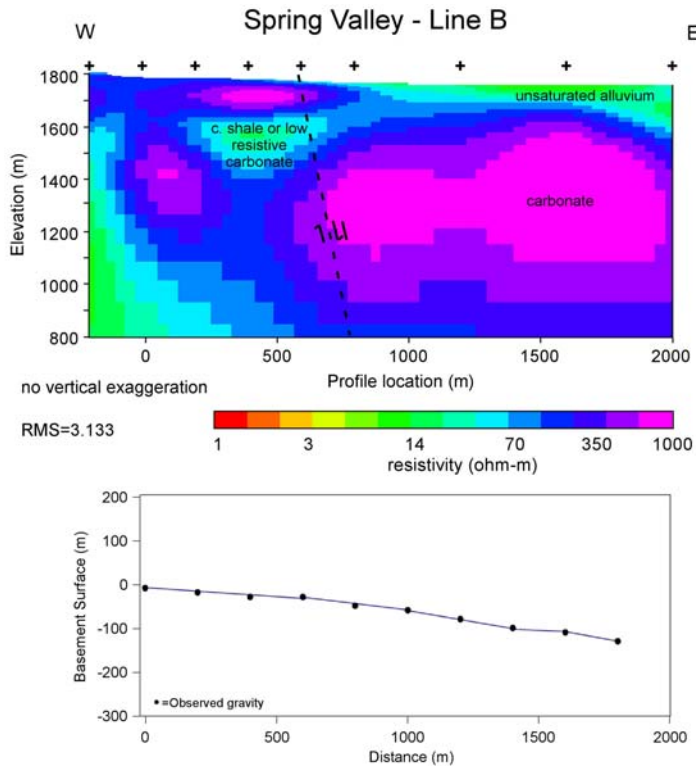 Spring Valley - Line B
W
E
1800
1600
1400
1200
1000
800
Elevation (m)
unsaturated alluvium
c. shale or low
resistive
carbonate
carbonate
0
500
1000
1500
2000
Profile location (m)
no vertical exaggeration
RMS=3.133
1
3
14
70
350
1000
resistivity (ohm-m)
200
100
0
-100
-200
-300
Basement Surface (m)
=Observed gravity
0
500
1000
1500
2000
Distance (m)